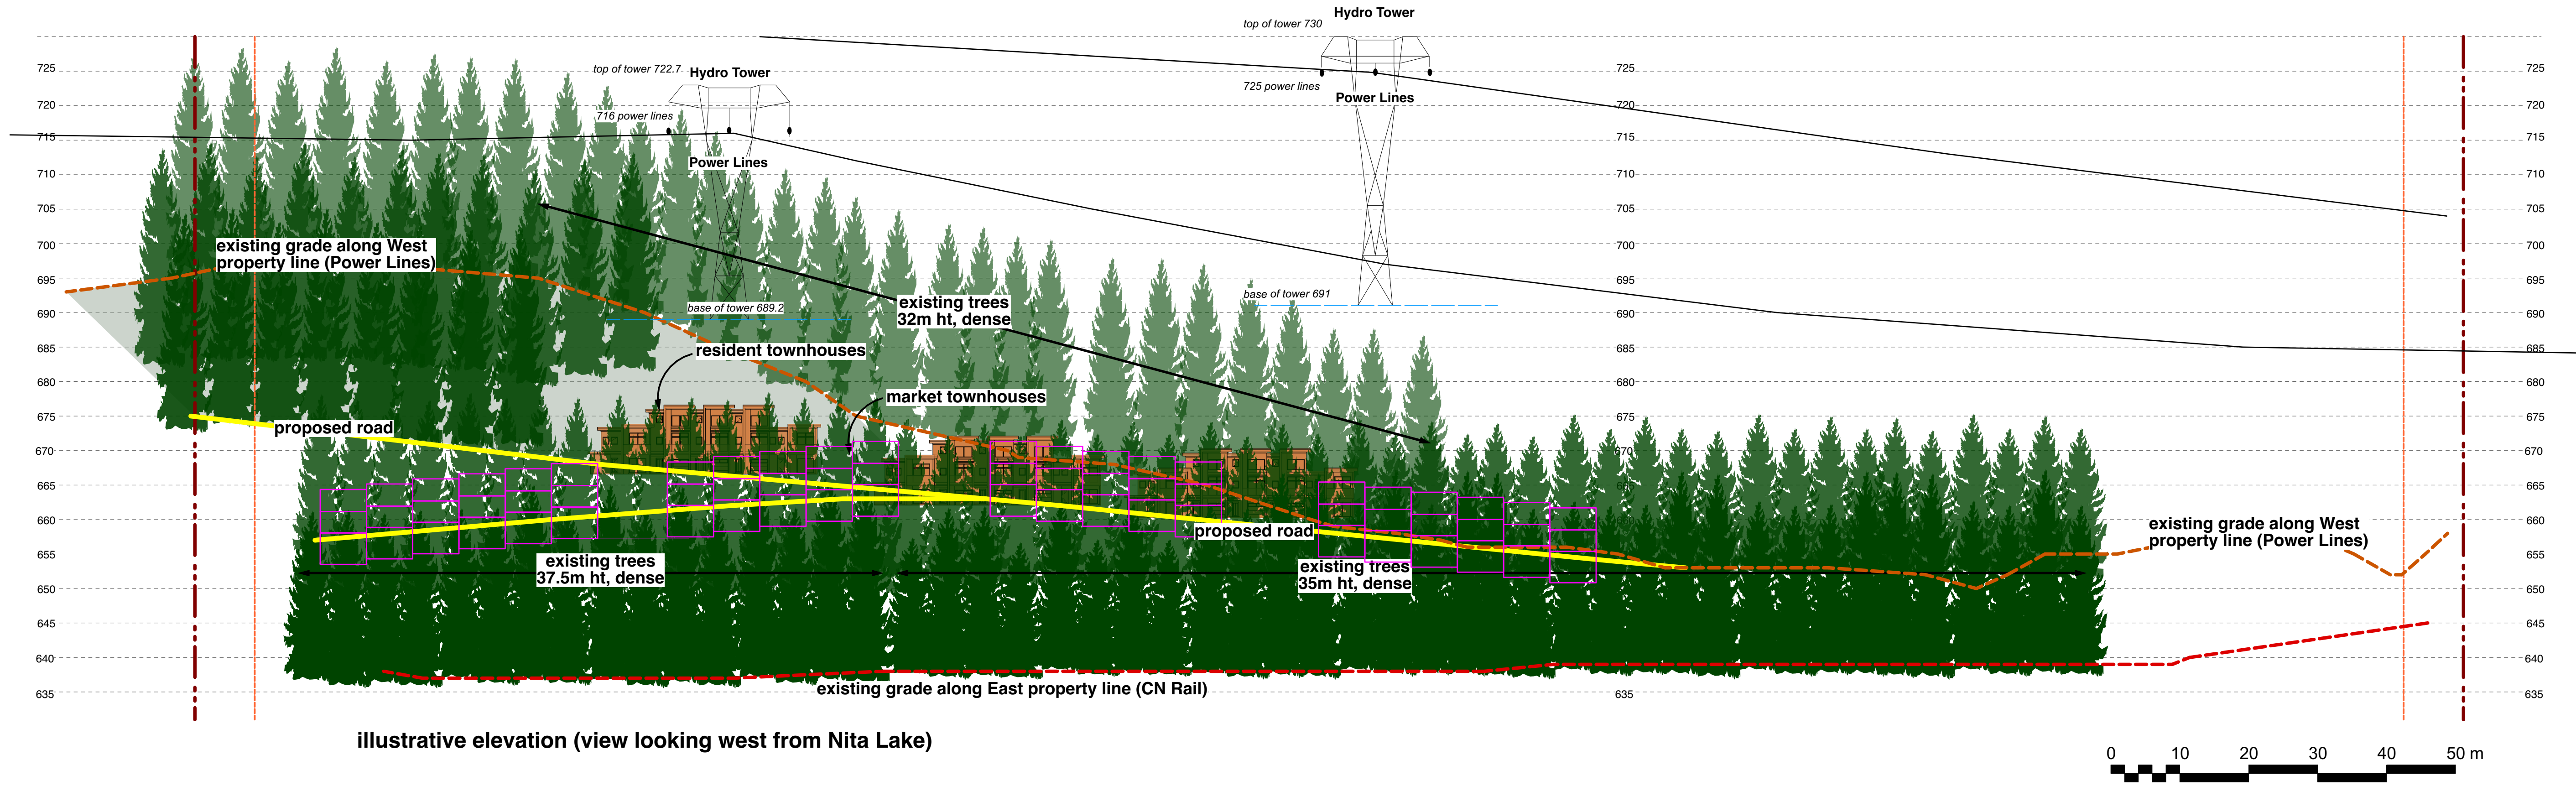 Hydro Tower
top of tower 730
top of tower 722.7
Hydro Tower
725 power lines
Power Lines
716 power lines
Power Lines
725
720
715
710
705
700
695
690
685
680
675
670
665
660
655
650
645
640
635
existing grade along West
property line (Power Lines)
base of tower 689.2
base of tower 691
existing trees
32m ht, dense
resident townhouses
market townhouses
proposed road
proposed road
existing trees
37.5m ht, dense
existing trees
35m ht, dense
725
720
715
710
705
700
695
690
685
680
675
670
665
635
existing grade along West
property line (Power Lines)
725
720
715
710
705
700
695
690
685
680
675
670
665
660
655
650
645
640
635
existing grade along East property line (CN Rail)
illustrative elevation (view looking west from Nita Lake)
0 10 20 30 40 50 m